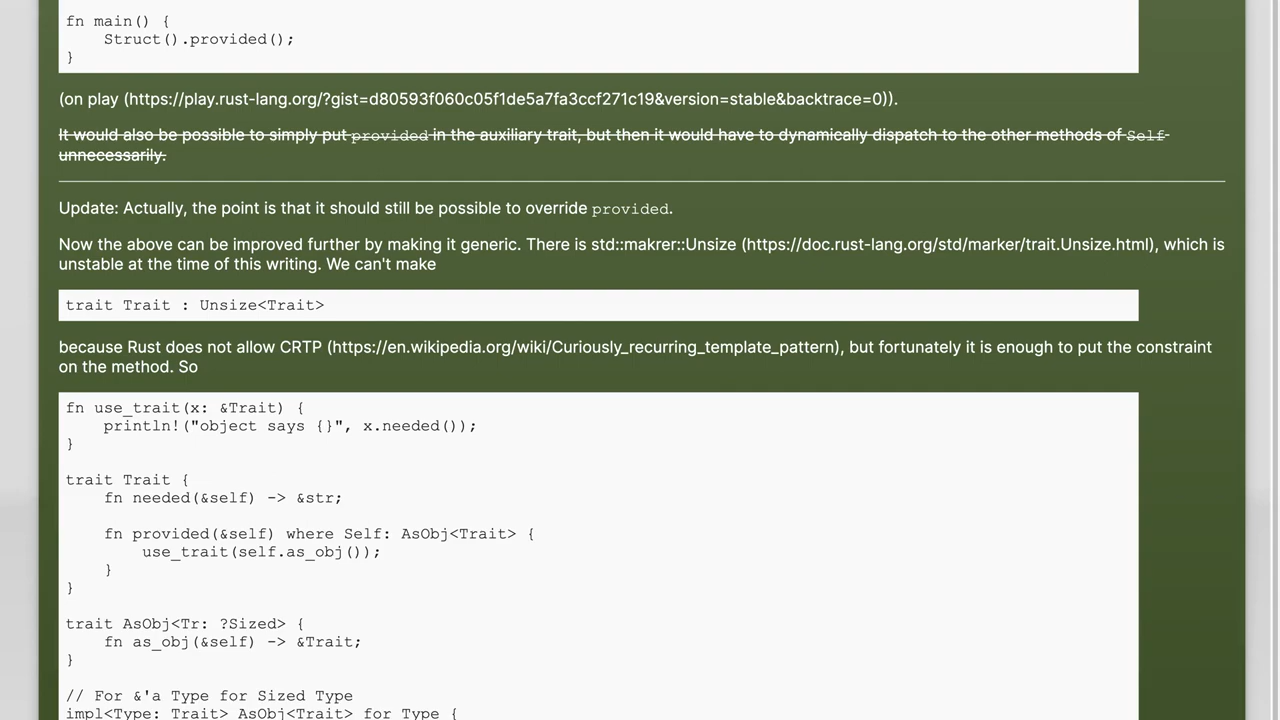 fn main() {
    Struct().provided();
}
(on play (https://play.rust-lang.org/?gist=d80593f060c05f1de5a7fa3ccf271c19&version=stable&backtrace=0)).
It would also be possible to simply put provided in the auxiliary trait, but then it would have to dynamically dispatch to the other methods of Self
unnecessarily.
Update: Actually, the point is that it should still be possible to override provided.
Now the above can be improved further by making it generic. There is std::makrer::Unsize (https://doc.rust-lang.org/std/marker/trait.Unsize.html), which is
unstable at the time of this writing. We can't make
trait Trait : Unsize<Trait>
because Rust does not allow CRTP (https://en.wikipedia.org/wiki/Curiously_recurring_template_pattern), but fortunately it is enough to put the constraint
on the method. So
fn use_trait(x: &Trait) {
    println!("object says {}", x.needed());
}
trait Trait {
    fn needed(&self) -> &str;
    fn provided(&self) where Self: AsObj<Trait> {
        use_trait(self.as_obj());
    }
}
trait AsObj<Tr: ?Sized> {
    fn as_obj(&self) -> &Trait;
}
// For &'a Type for Sized Type
impl<Type: Trait> AsObj<Trait> for Type {